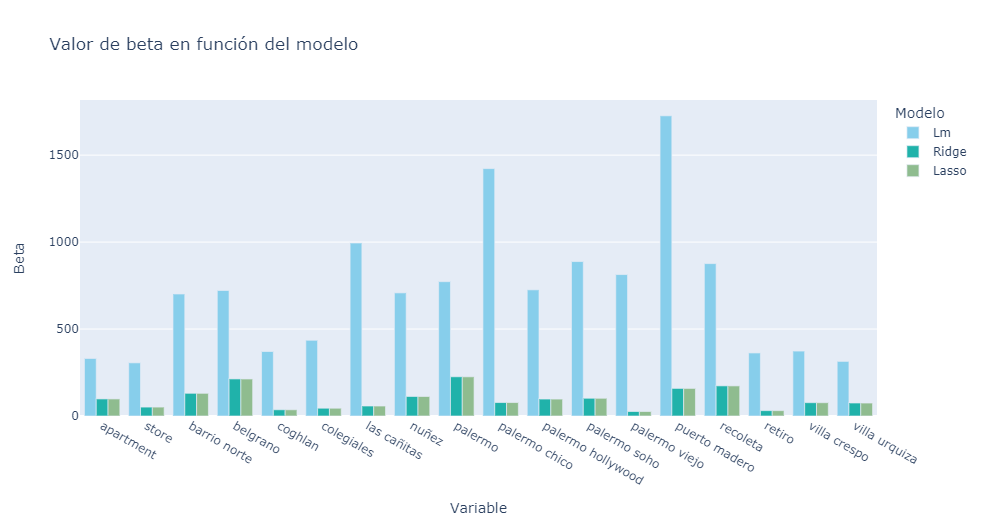 Valor de beta en función del modelo
Modelo
Lm
Ridge
Lasso
Beta
1500
1000
500
0
apartment
store
barrio norte
belgrano
coghlan
colegiales
las cañitas
nuñez
palermo
palermo chico
palermo hollywood
palermo soho
palermo viejo
puerto madero
recoleta
retiro
villa crespo
villa urquiza
Variable